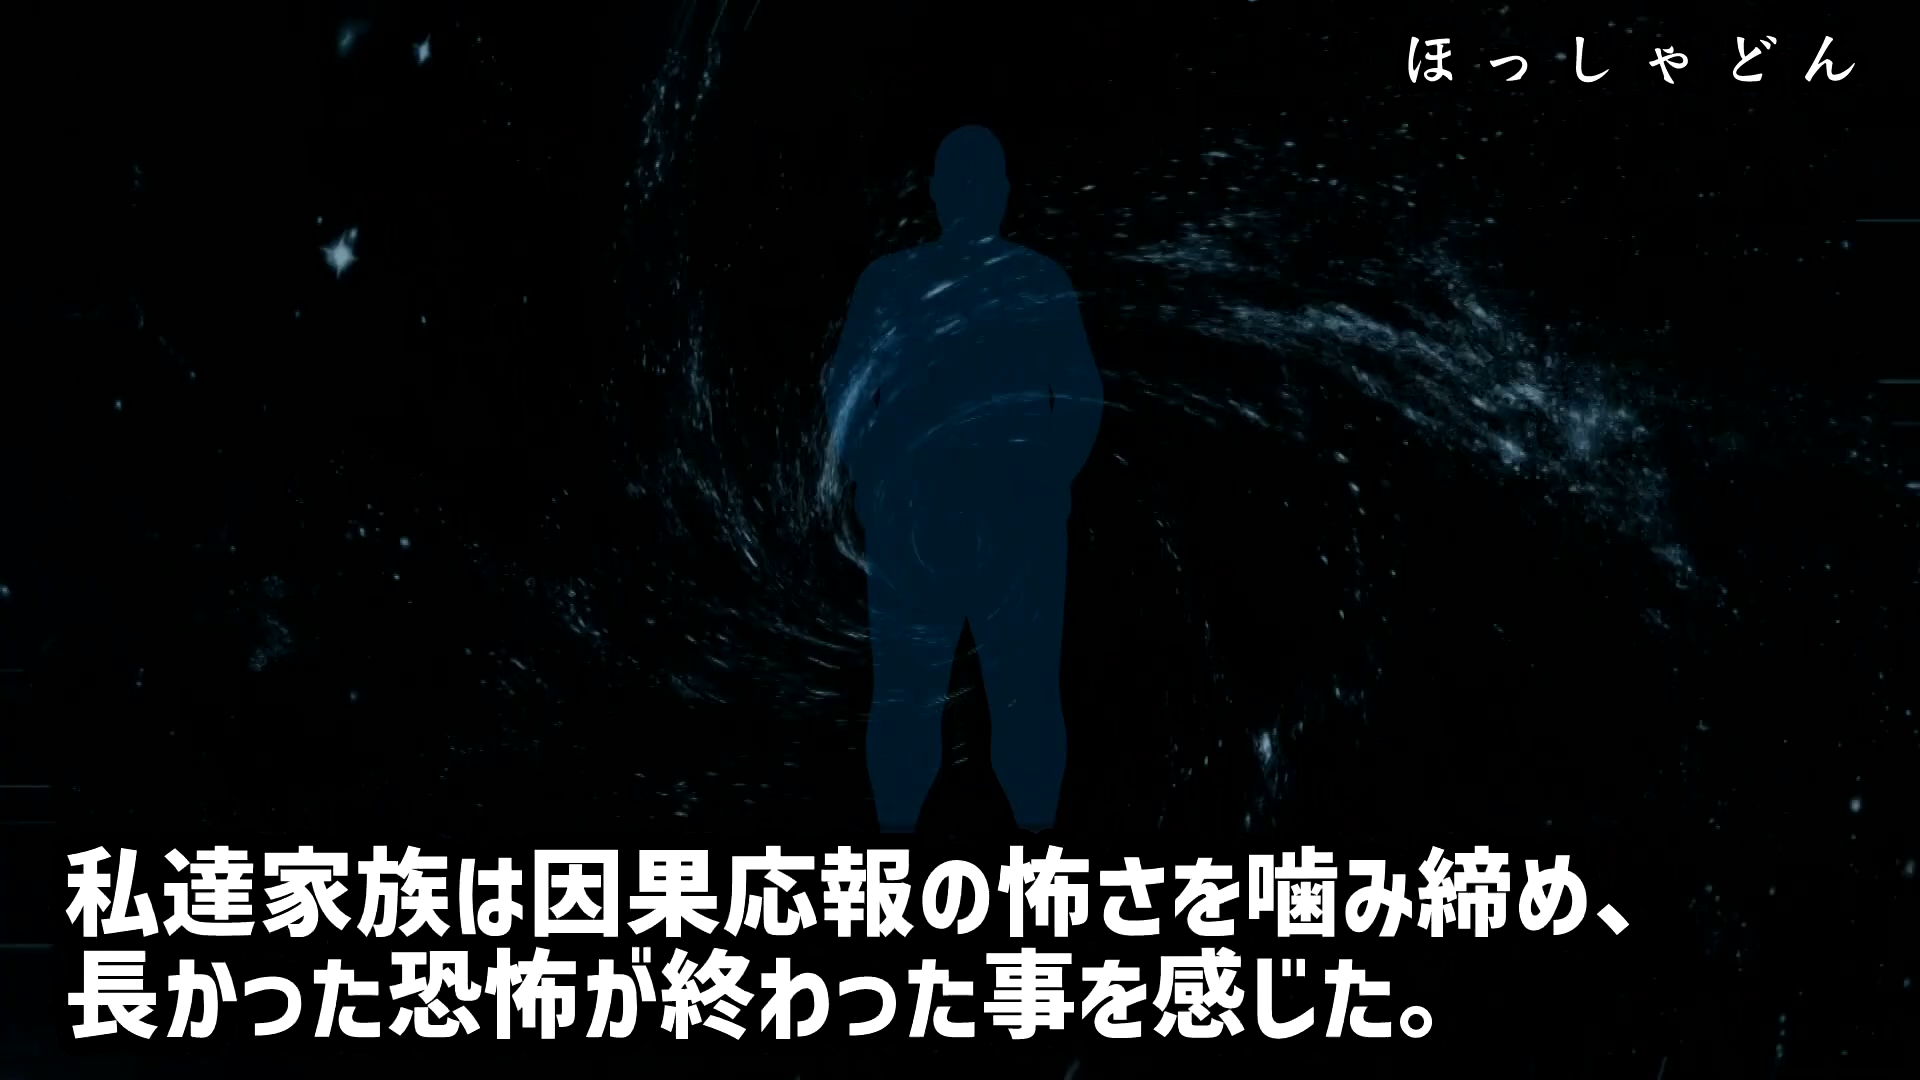 ほっしゃどん
私達家族は因果応報の怖さを噛み締め、
長かった恐怖が終わった事を感じた。